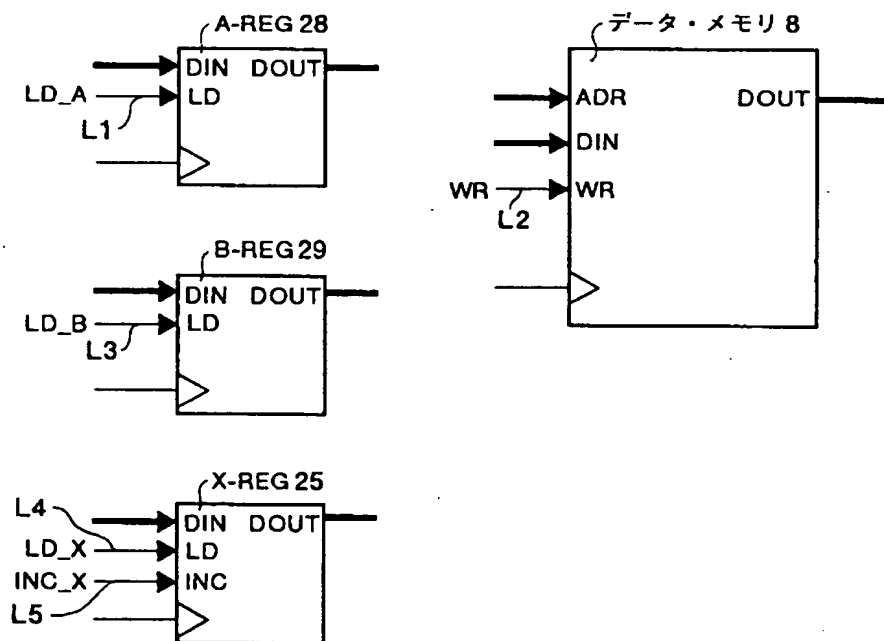 A-REG 28
DIN DOUT
LD_A LD
L1
B-REG 29
DIN DOUT
LD_B LD
L3
X-REG 25
L4
DIN DOUT
LD_X LD
INC_X INC
L5
データ・メモリ 8
ADR DOUT
DIN
WR WR
L2